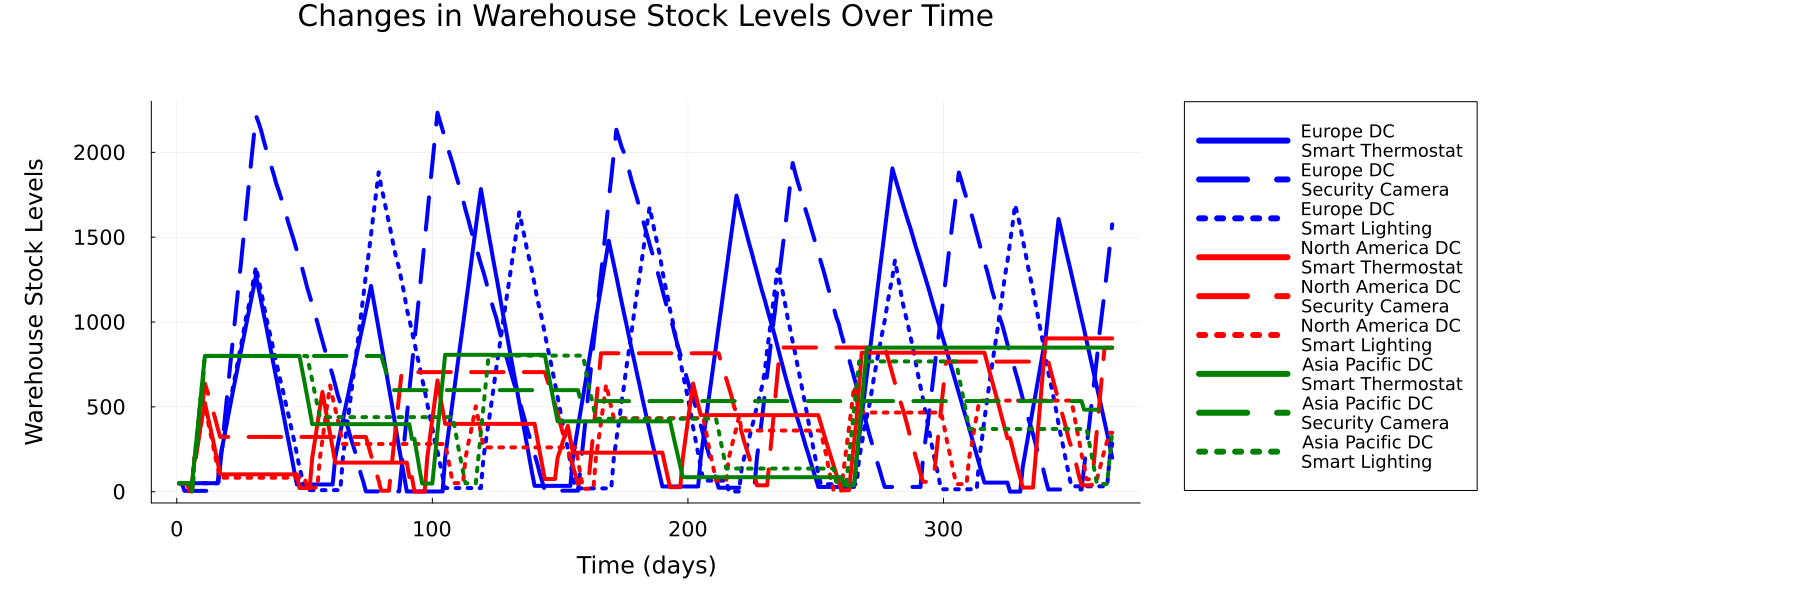 Changes in Warehouse Stock Levels Over Time
Warehouse Stock Levels
2000
1500
1000
500
0
0 100 200 300
Time (days)
Europe DC
Smart Thermostat
Europe DC
Security Camera
Europe DC
Smart Lighting
North America DC
Smart Thermostat
North America DC
Security Camera
North America DC
Smart Lighting
Asia Pacific DC
Smart Thermostat
Asia Pacific DC
Security Camera
Asia Pacific DC
Smart Lighting